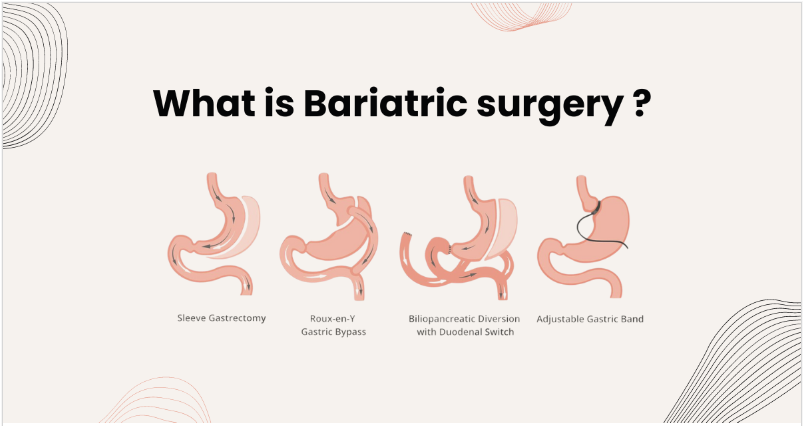 What is Bariatric surgery ?
Sleeve Gastrectomy
Roux-en-Y
Gastric Bypass
Biliopancreatic Diversion
with Duodenal Switch
Adjustable Gastric Band